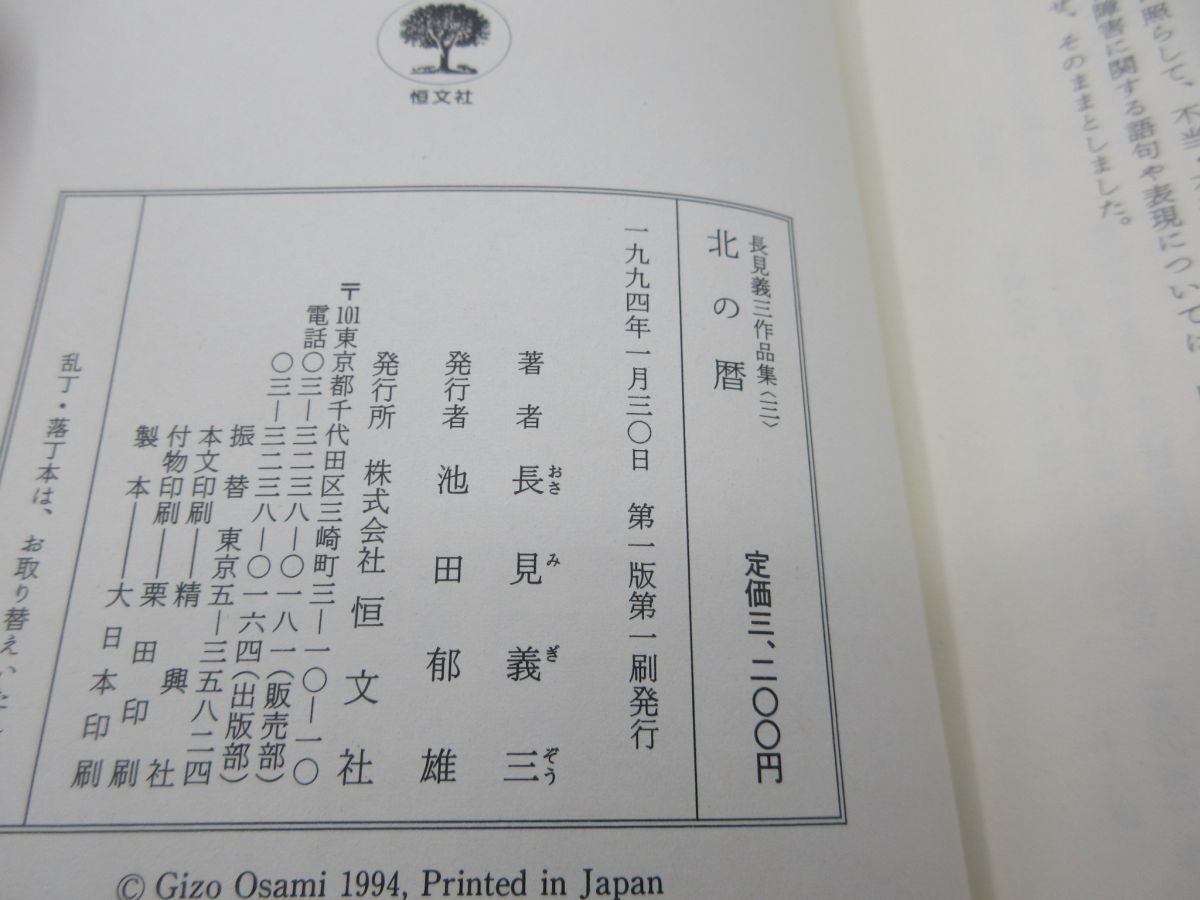 照らして、不当
障害に関する語句や表現については
そのままとしました。
恒文社
長見義三作品集〈三〉
北の暦
定価三、二〇〇円
一九九四年一月三〇日 第一版第一刷発行
著者 長見義三
おさ み ぎ ぞう
発行者 池田郁雄
発行所 株式会社 恒文社
〒101東京都千代田区三崎町三―一〇―一〇
電話〇三―三二三八―〇一八一(販売部)
〇三―三二三八―〇一六四(出版部)
振替 東京五―三五八二四
本文印刷――精興社
付物印刷――栗田印刷
製本――大日本印刷
乱丁・落丁本は、お取り替えいた
© Gizo Osami 1994, Printed in Japan